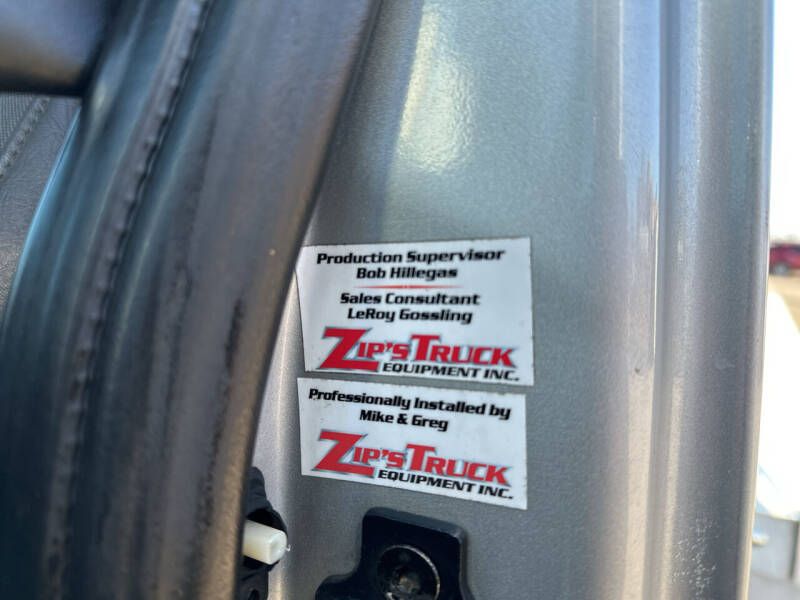 Production Supervisor
Bob Hillegas
Sales Consultant
LeRoy Gossling
ZIP'S TRUCK
EQUIPMENT INC.
Professionally Installed by
Mike & Greg
ZIP'S TRUCK
EQUIPMENT INC.